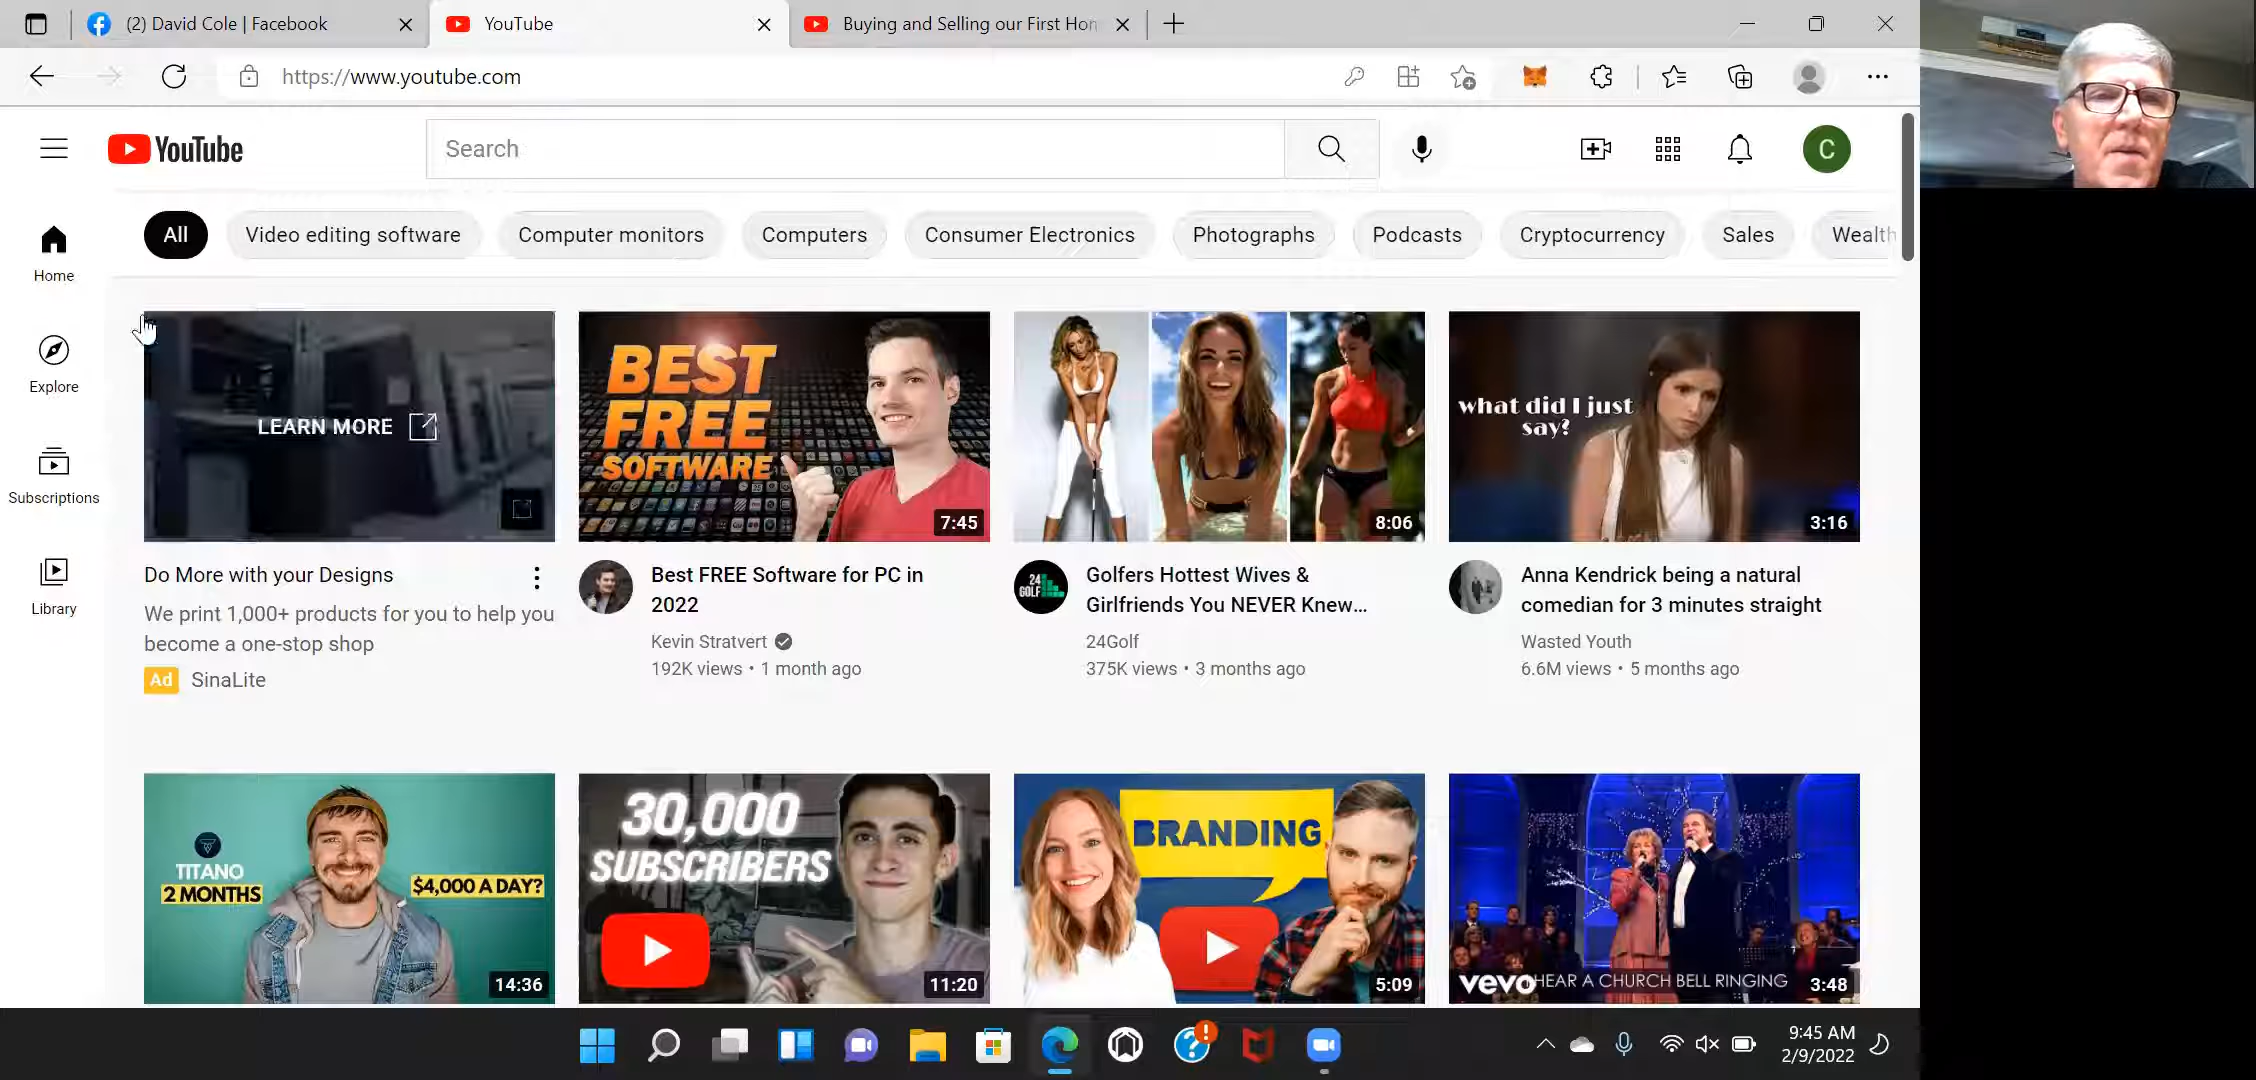 (2) David Cole | Facebook
YouTube
Buying and Selling our First Hon
https://www.youtube.com
YouTube
Search
C
All
Video editing software
Computer monitors
Computers
Consumer Electronics
Photographs
Podcasts
Cryptocurrency
Sales
Wealth
Home
Explore
Subscriptions
Library
LEARN MORE
BEST
FREE
SOFTWARE
7:45
8:06
what did I just
say?
3:16
Do More with your Designs
We print 1,000+ products for you to help you
become a one-stop shop
Ad SinaLite
Best FREE Software for PC in
2022
Kevin Stratvert
192K views • 1 month ago
24
GOLF
Golfers Hottest Wives &
Girlfriends You NEVER Knew...
24Golf
375K views • 3 months ago
Anna Kendrick being a natural
comedian for 3 minutes straight
Wasted Youth
6.6M views • 5 months ago
TITANO
2 MONTHS
$4,000 A DAY?
14:36
30,000
SUBSCRIBERS
11:20
BRANDING
5:09
vevo HEAR A CHURCH BELL RINGING
3:48
9:45 AM
2/9/2022